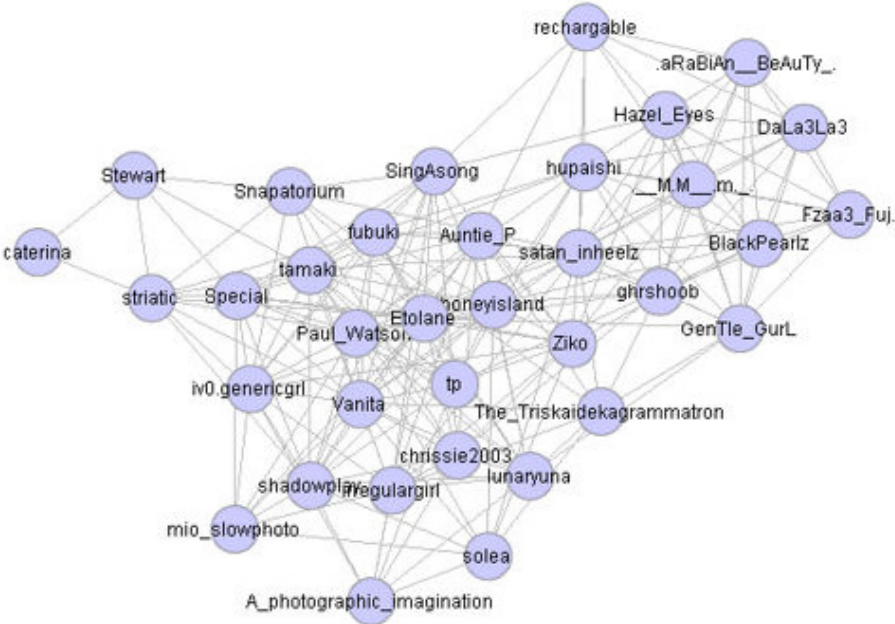 rechargable
.aRaBiAn__BeAuTy_.
Hazel_Eyes
DaLa3La3
Stewart
Snapatorium
SingAsong
hupaishi
.__M.M__.m._.
Fzaa3_Fuj.
caterina
fubuki
Auntie_P
satan_inheelz
BlackPearlz
tamaki
striatic
Special
Etolane
honeyisland
ghrshoob
Paul_Watson
Ziko
GenTle_GurL
iv0.genericgrl
Vanita
tp
The_Triskaidekagrammatron
chrissie2003
shadowplay
irregulargirl
lunaryuna
mio_slowphoto
solea
A_photographic_imagination